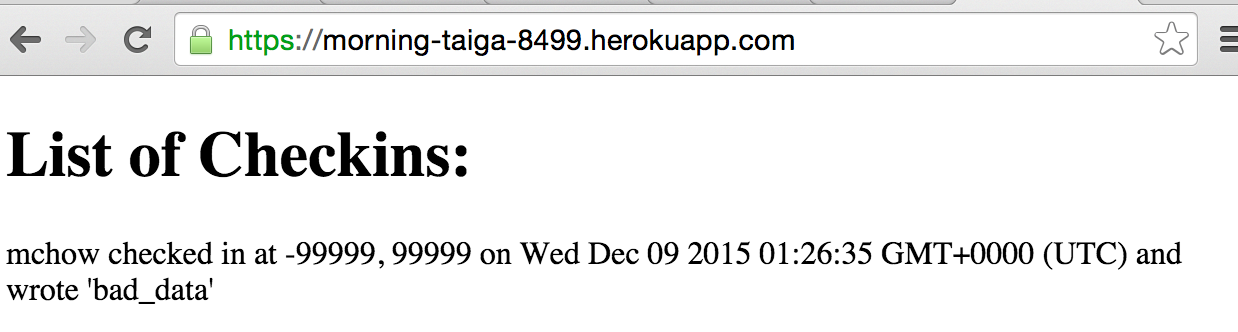 https://morning-taiga-8499.herokuapp.com
List of Checkins:
mchow checked in at -99999, 99999 on Wed Dec 09 2015 01:26:35 GMT+0000 (UTC) and
wrote 'bad_data'